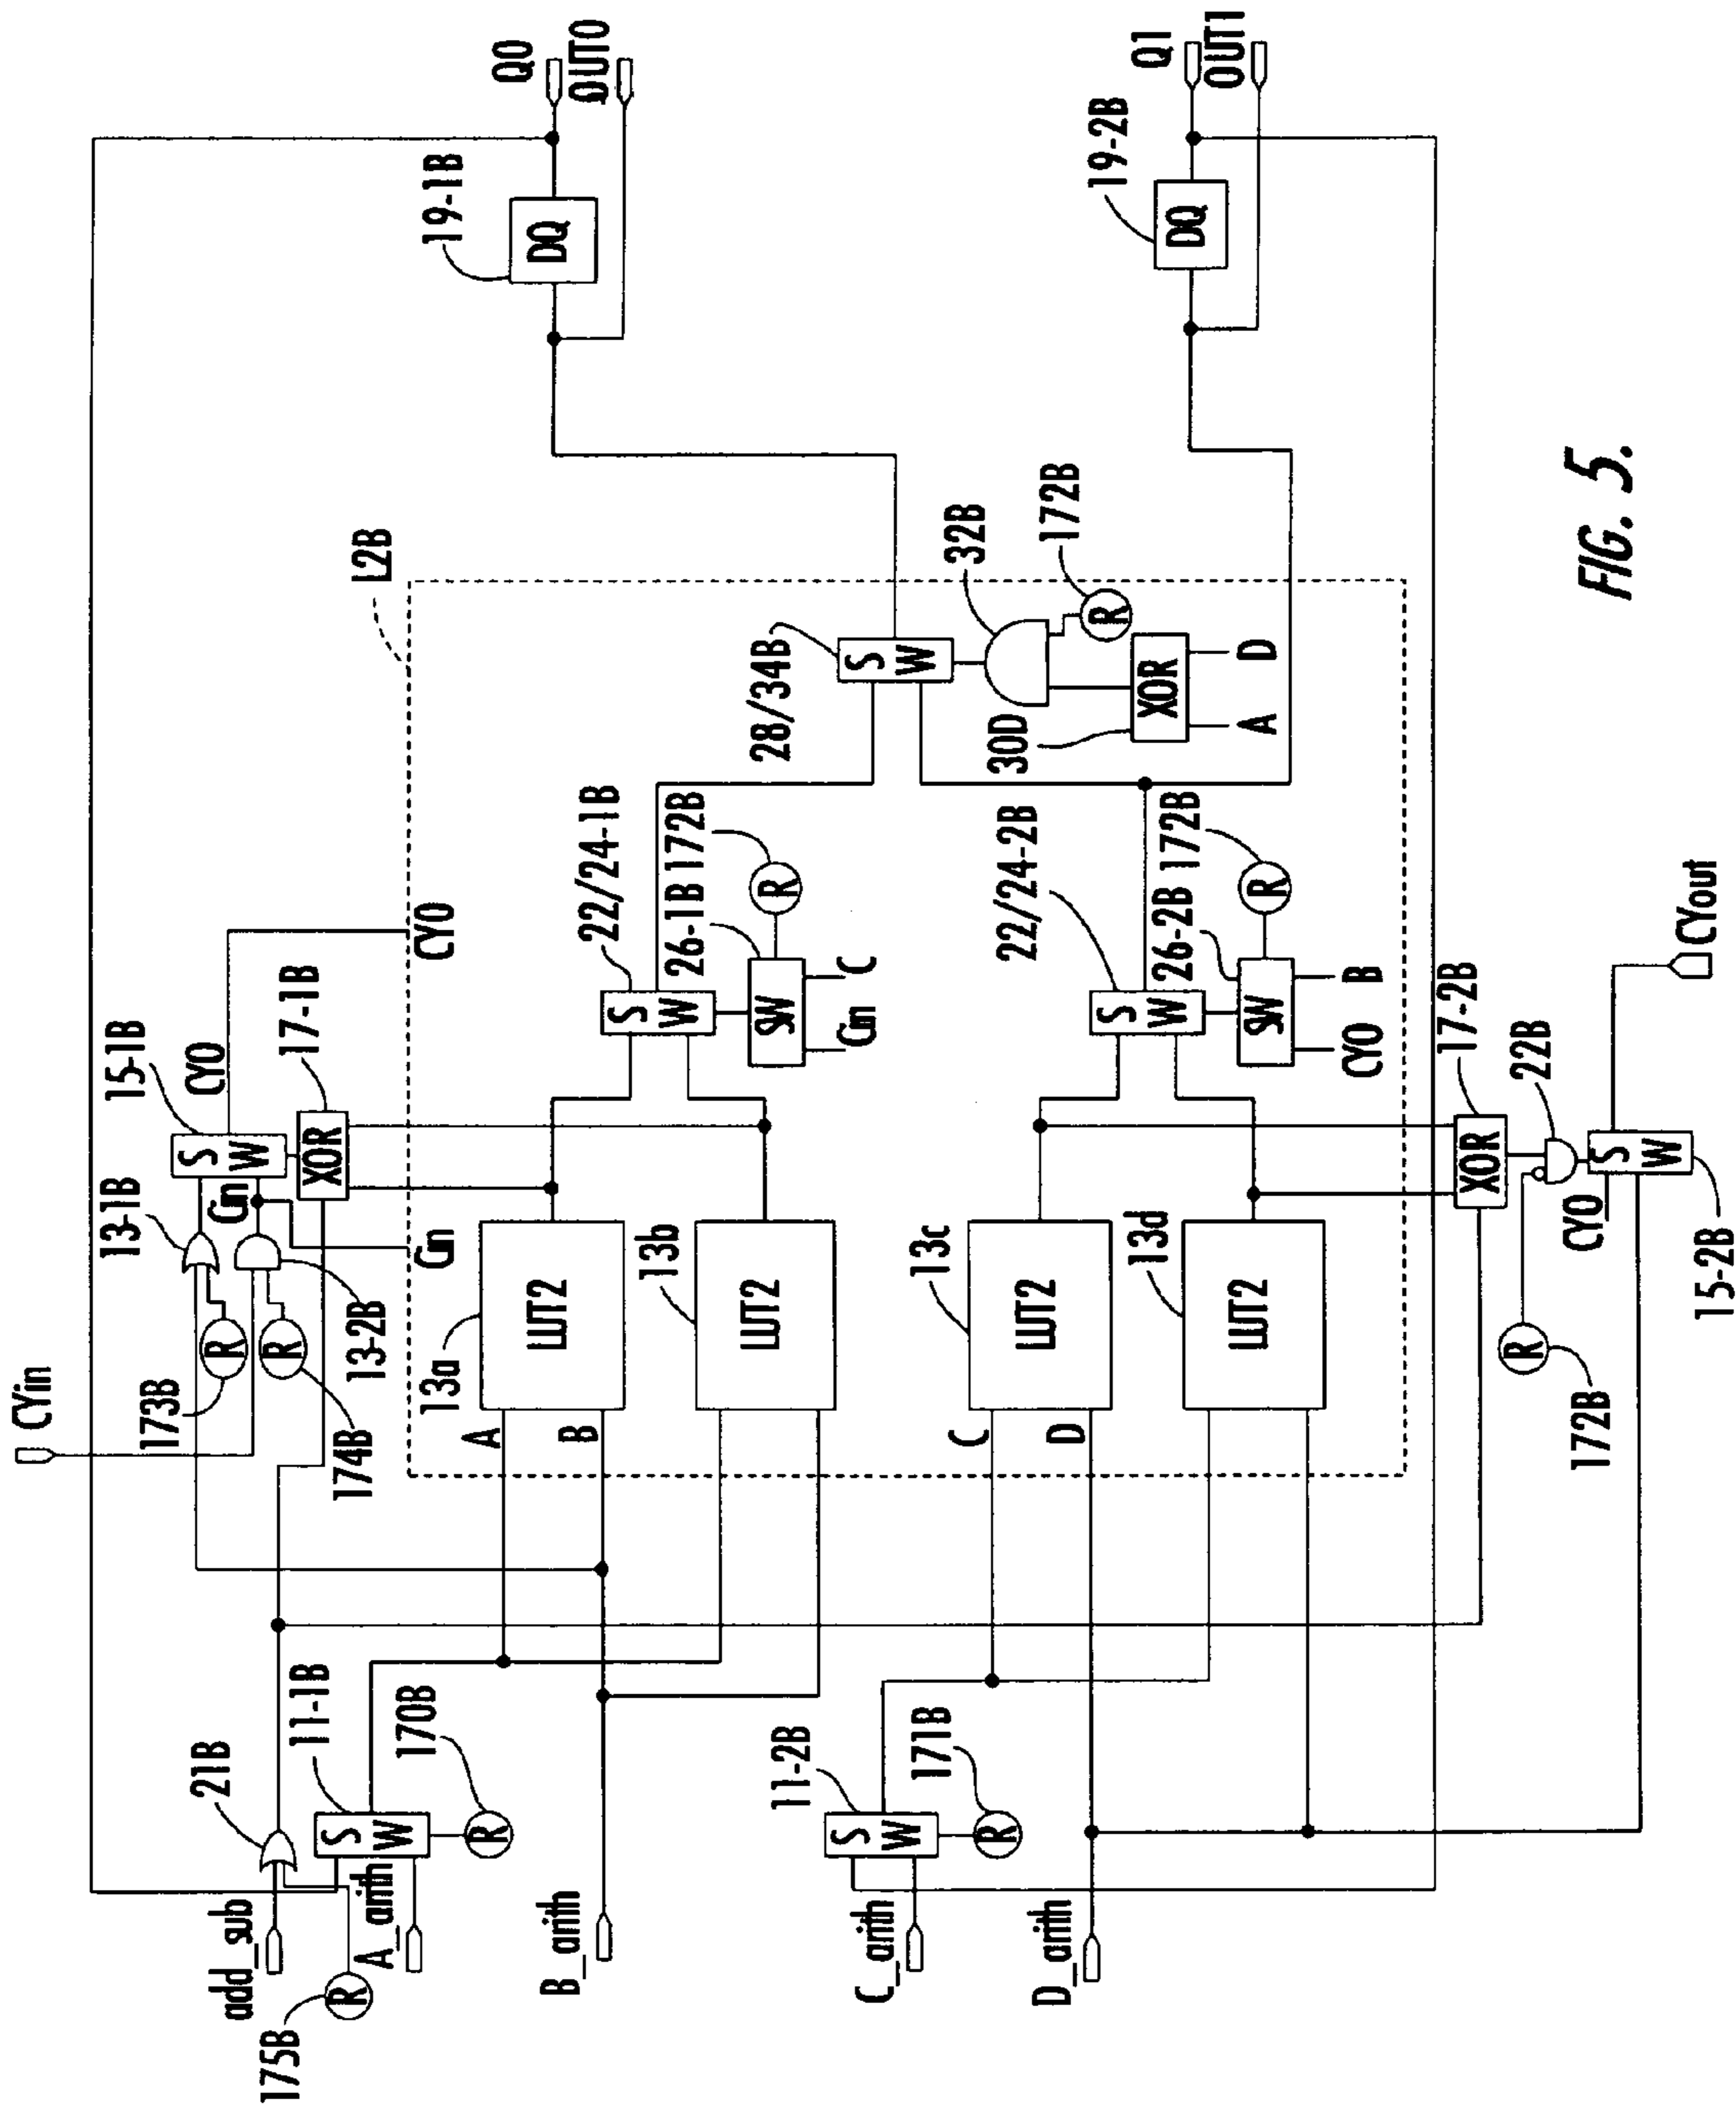 CYin
173B
R
R
174B
13-1B
13-2B
Cin
Cin
S W
15-1B
CY0
CY0
XOR
17-1B
L2B
Q0
OUT0
19-1B
DQ
175B
R
add_sub
21B
A_arith
S W
11-1B
R
170B
B_arith
A
B
13a
LUT2
13b
LUT2
S W
22/24-1B
26-1B
SW
Cin
C
R
172B
28/34B
S W
32B
R
172B
30D
XOR
A
D
C_arith
S W
11-2B
R
171B
D_arith
C
D
13c
LUT2
13d
LUT2
S W
22/24-2B
26-2B
SW
CY0
B
R
172B
19-2B
DQ
Q1
OUT1
XOR
17-2B
22B
R
172B
CY0
S W
15-2B
CYout
FIG. 5.